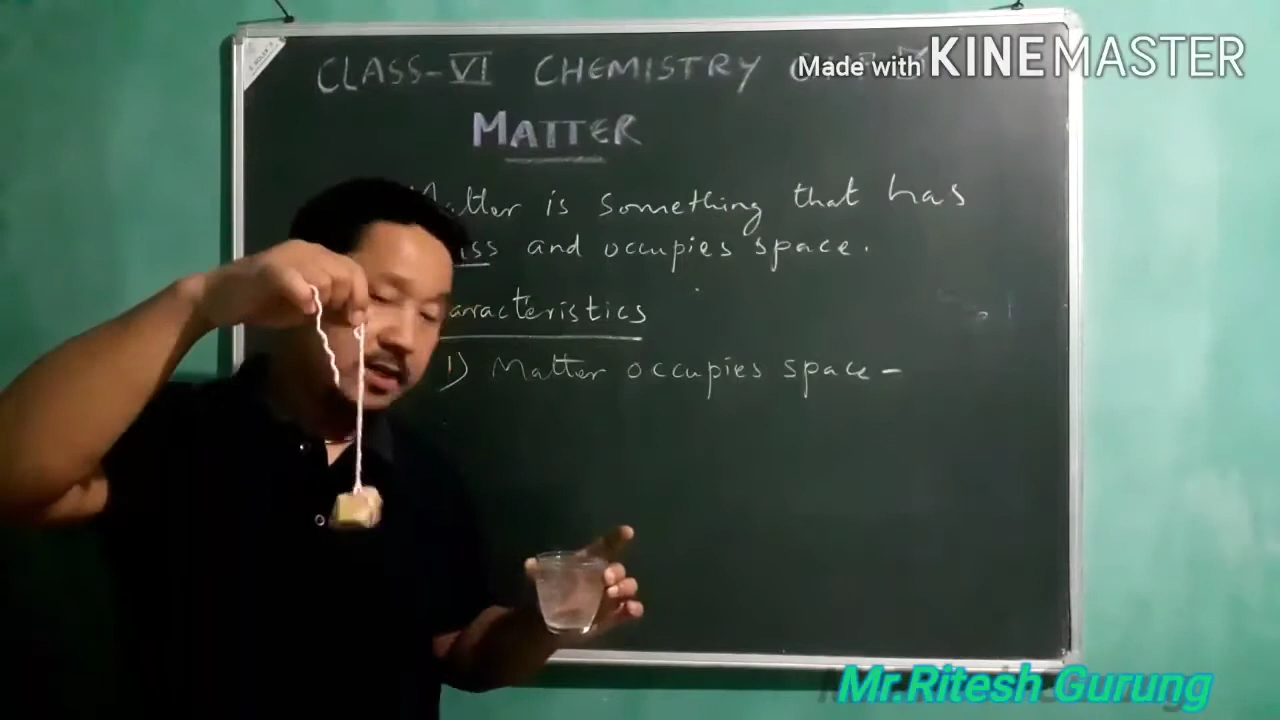 CLASS-VI CHEMISTRY
Made with KINEMASTER
MATTER
Matter is something that has
and occupies space.
1) Matter occupies space-
Mr.Ritesh Gurung